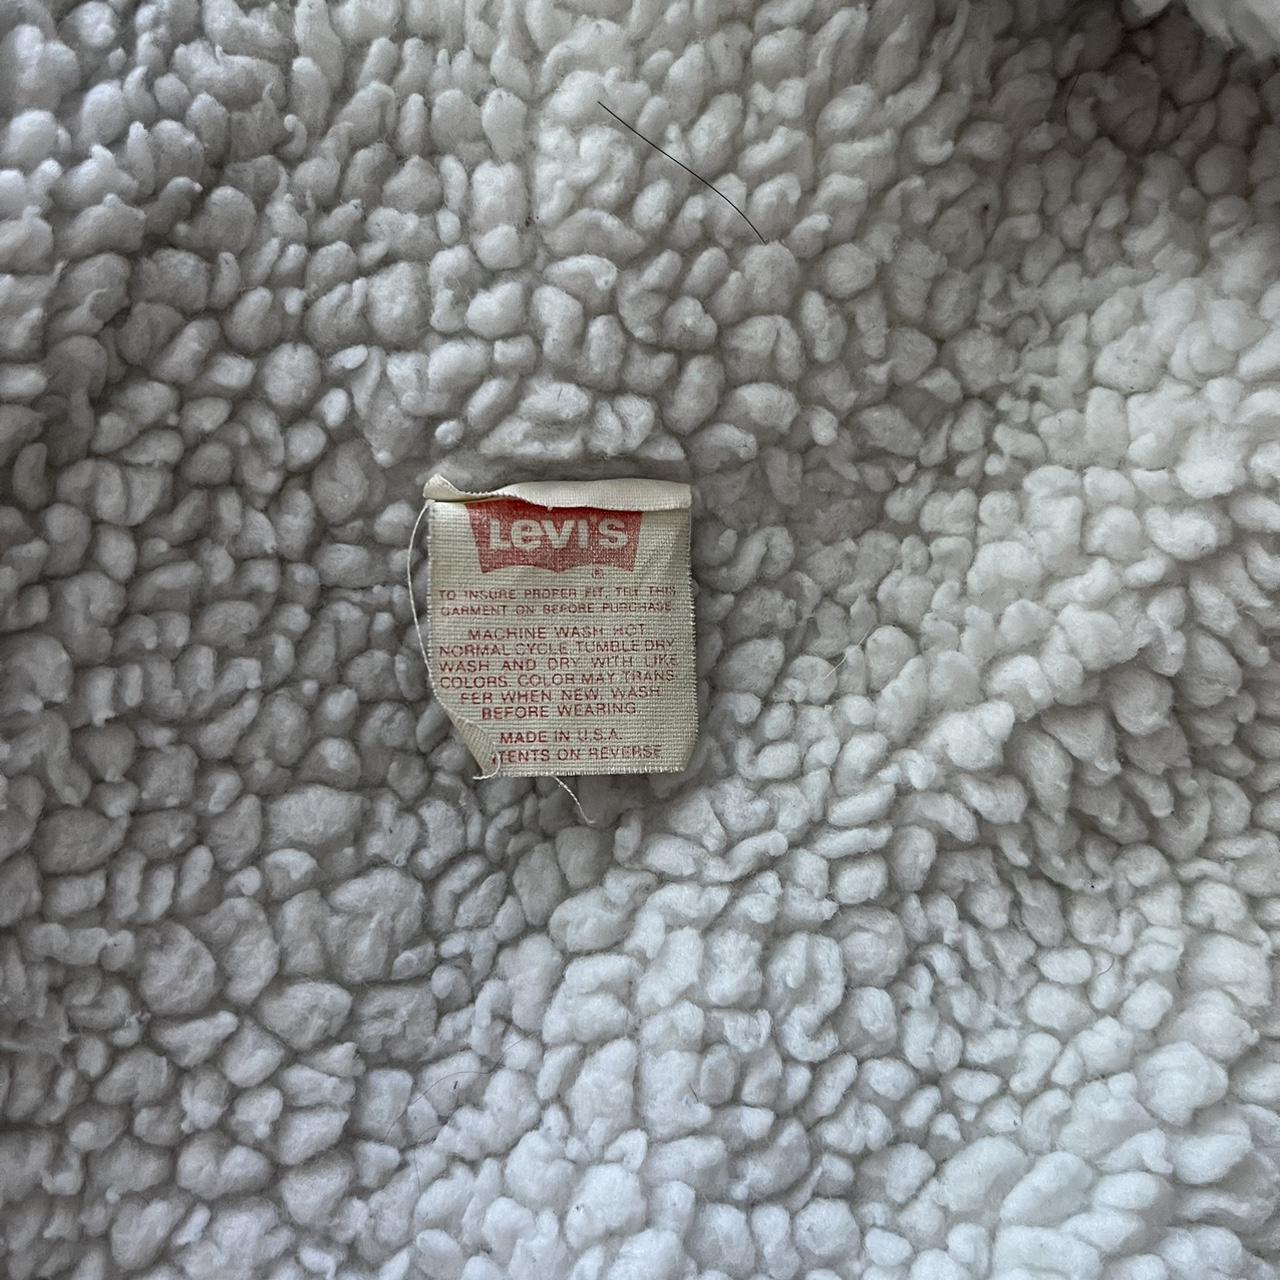 LEVI'S
®
TO INSURE PROPER FIT, TRY THIS
GARMENT ON BEFORE PURCHASE.
MACHINE WASH HOT
NORMAL CYCLE TUMBLE DRY
WASH AND DRY WITH LIKE
COLORS. COLOR MAY TRANS-
FER WHEN NEW, WASH
BEFORE WEARING.
MADE IN U.S.A.
TENTS ON REVERSE